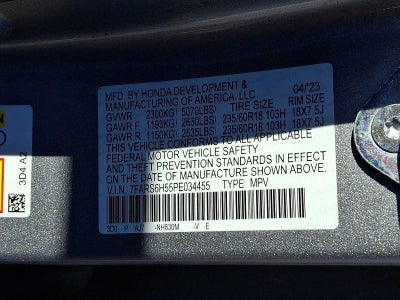 MFD. BY HONDA DEVELOPMENT & 04/'23
MANUFACTURING OF AMERICA, LLC
GVWR 2300KG( 5070LBS) TIRE SIZE RIM SIZE
GAWR F 1193KG( 2630LBS) 235/60R18 103H 18X7.5J
GAWR R 1150KG( 2535LBS) 235/60R18 103H 18X7.5J
THIS VEHICLE CONFORMS TO ALL APPLICABLE
FEDERAL MOTOR VEHICLE SAFETY
AND THEFT PREVENTION STANDARDS IN EFFECT
ON THE DATE OF MANUFACTURE SHOWN ABOVE.
V.I.N: 7FARS6H55PE034455 TYPE: MPV
3D0 P -NH830M -V -E
3D4 A2